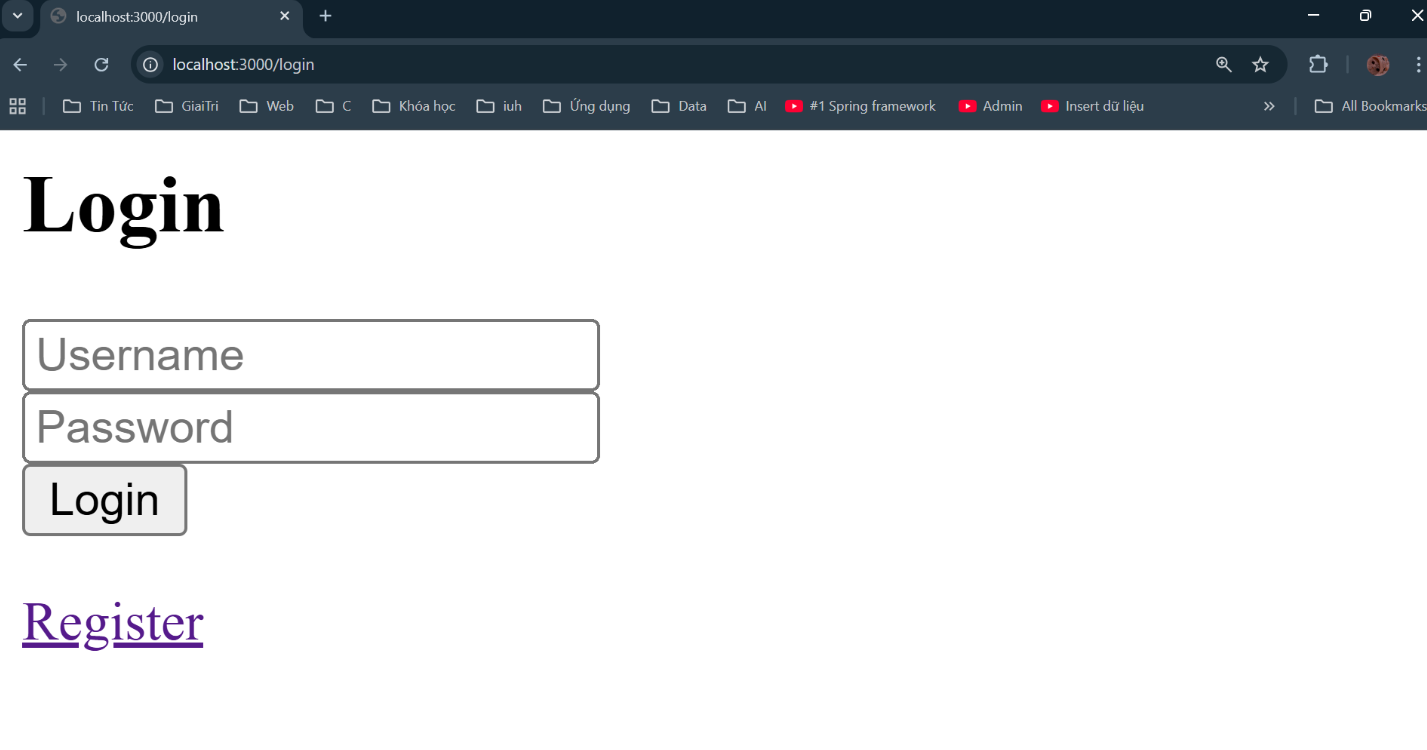 localhost:3000/login
localhost:3000/login
Tin Tức GiaiTri Web C Khóa học iuh Ứng dụng Data AI #1 Spring framework Admin Insert dữ liệu All Bookmarks
Login
Username
Password
Login
Register